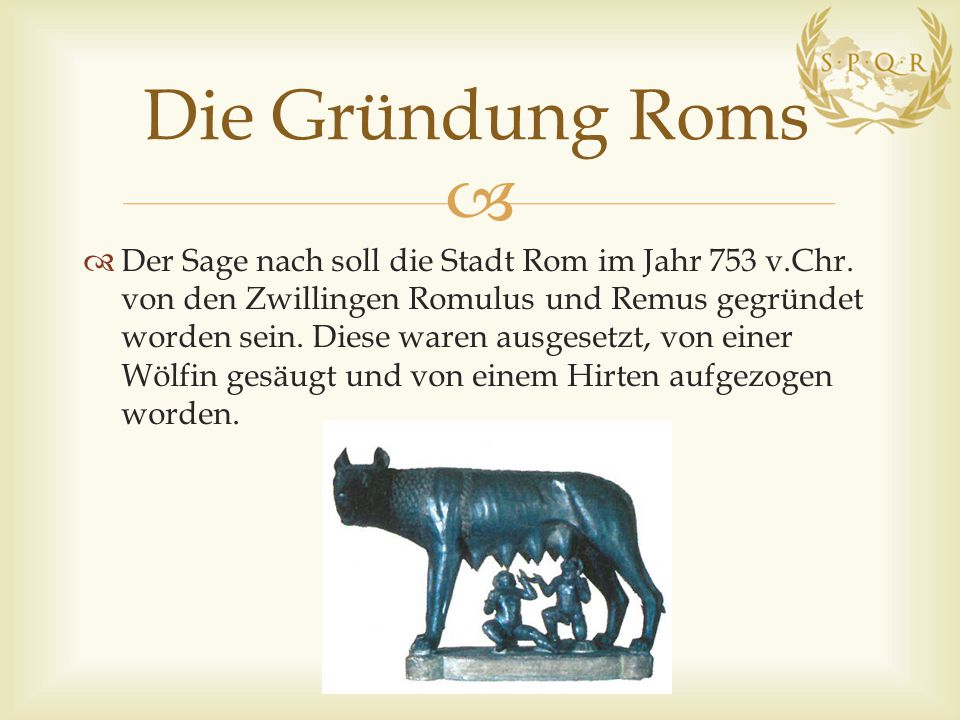 S·P·Q·R
Die Gründung Roms
Der Sage nach soll die Stadt Rom im Jahr 753 v.Chr.
von den Zwillingen Romulus und Remus gegründet
worden sein. Diese waren ausgesetzt, von einer
Wölfin gesäugt und von einem Hirten aufgezogen
worden.